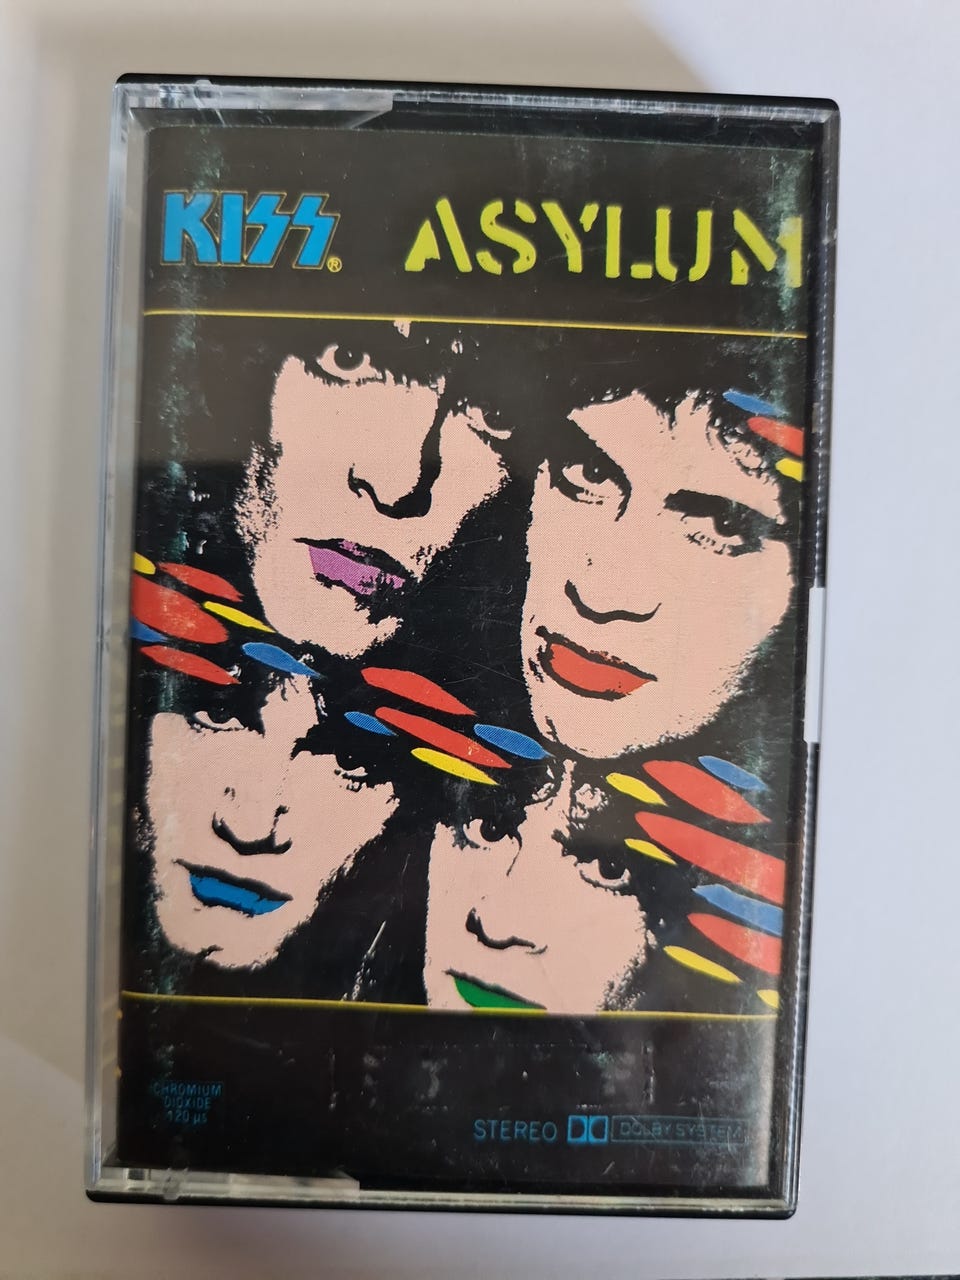 KISS® ASYLUM
CHROMIUM
DIOXIDE
120 µs
STEREO DOLBY SYSTEM